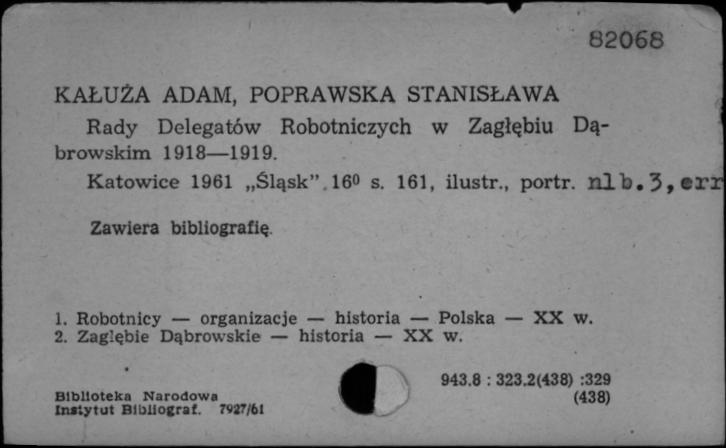 82068
KAŁUŻA ADAM, POPRAWSKA STANISŁAWA
Rady Delegatów Robotniczych w Zagłębiu Dą-
browskim 1918—1919.
Katowice 1961 „Śląsk”. 16⁰ s. 161, ilustr., portr. nlb.3,err
Zawiera bibliografię.
1. Robotnicy — organizacje — historia — Polska — XX w.
2. Zagłębie Dąbrowskie — historia — XX w.
943.8 : 323.2(438) :329
(438)
Biblioteka Narodowa
Instytut Bibliograf. 7927/61